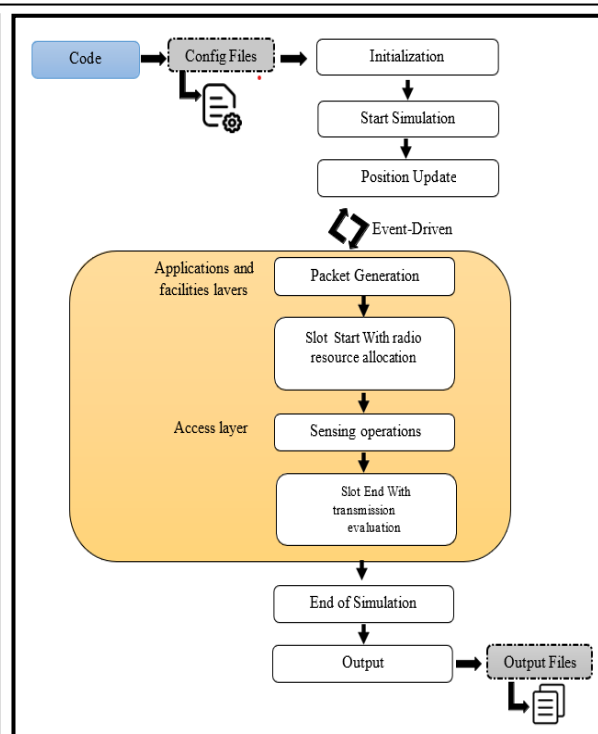 Code
Config Files
Initialization
Start Simulation
Position Update
Event-Driven
Applications and
facilities lavers
Packet Generation
Slot Start With radio
resource allocation
Access layer
Sensing operations
Slot End With
transmission
evaluation
End of Simulation
Output
Output Files